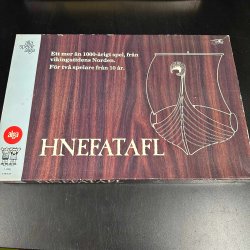 Ett mer än 1000-årigt spel, från
vikingatidens Norden.
För två spelare från 10 år.
HNEFATAFL
alga